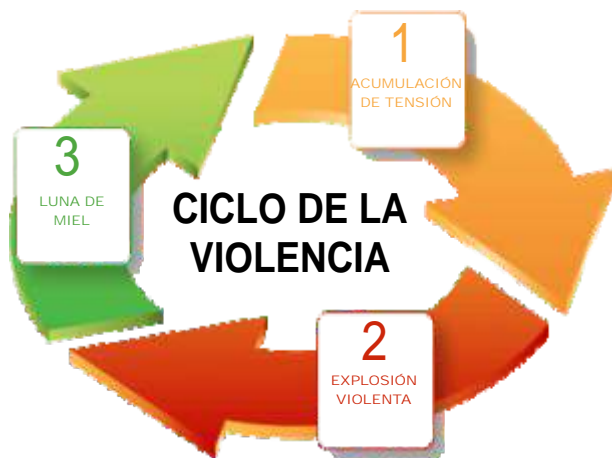 1
ACUMULACIÓN
DE TENSIÓN
3
LUNA DE
MIEL
CICLO DE LA
VIOLENCIA
2
EXPLOSIÓN
VIOLENTA